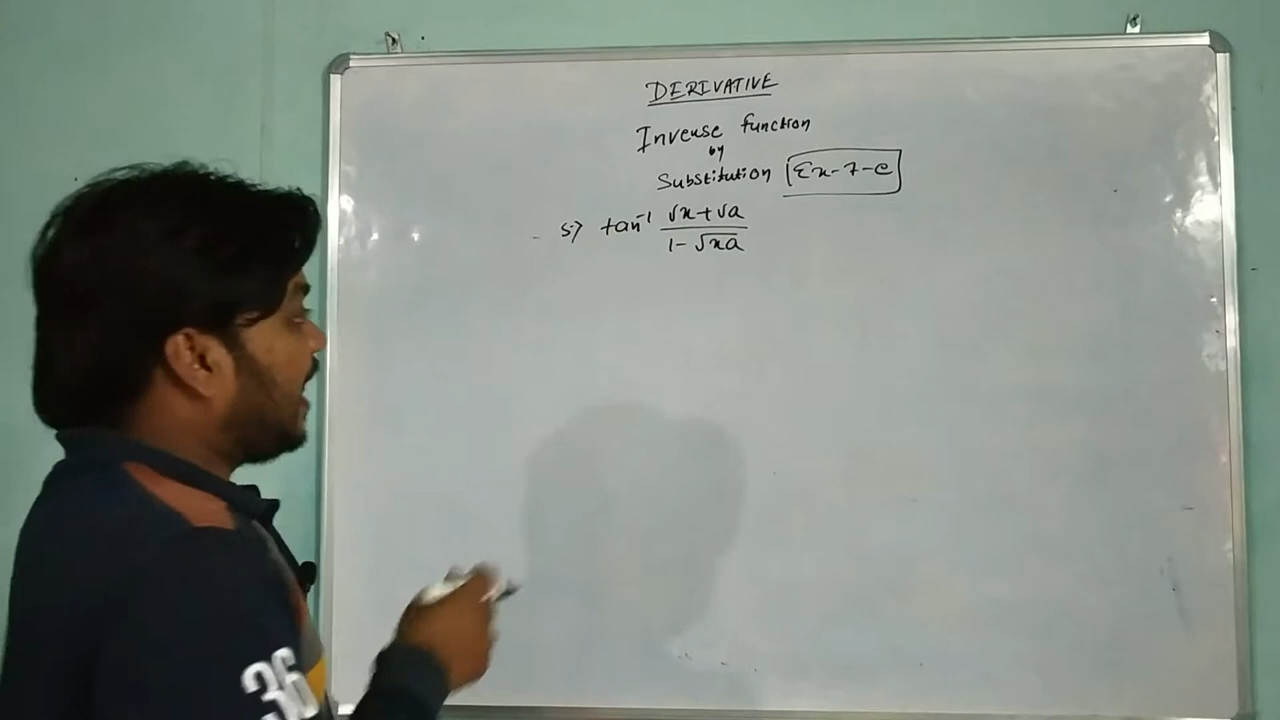 DERIVATIVE
Inverse function
by
Substitution Ex-7-C
5) tan⁻¹ (√x+√a)/(1-√xa)
36